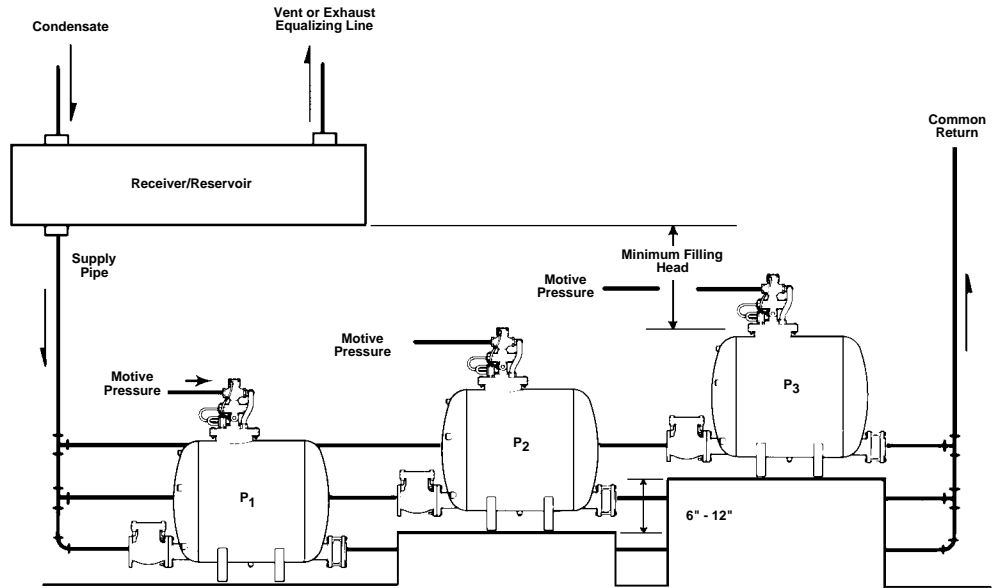 Condensate
Vent or Exhaust
Equalizing Line
Common
Return
Receiver/Reservoir
Supply
Pipe
Minimum Filling
Head
Motive
Pressure
Motive
Pressure
Motive
Pressure
P3
P2
P1
6" - 12"